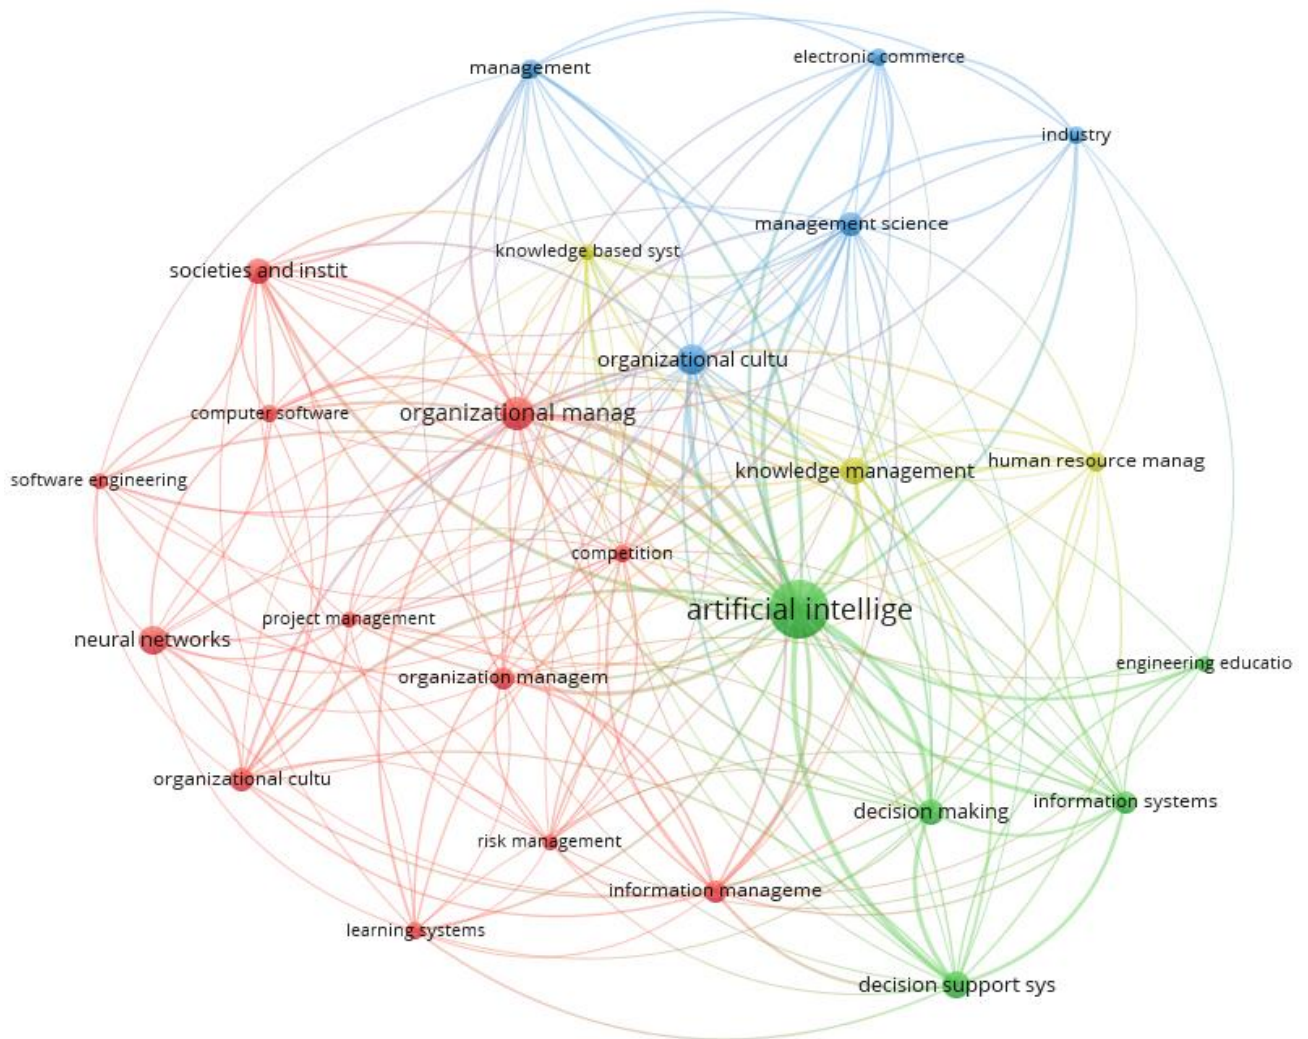 electronic commerce
management
industry
management science
knowledge based syst
societies and instit
organizational cultu
computer software
organizational manag
human resource manag
knowledge management
software engineering
competition
artificial intellige
project management
neural networks
engineering educatio
organization managem
organizational cultu
information systems
decision making
risk management
information manageme
learning systems
decision support sys